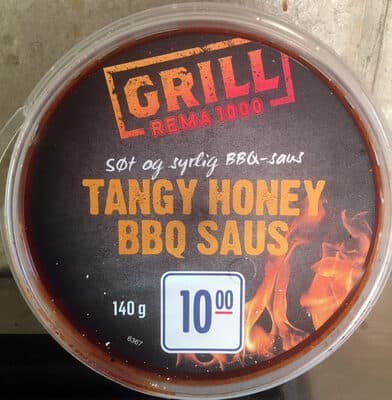 GRILL
REMA 1000
søt og syrlig BBQ-saus
TANGY HONEY
BBQ SAUS
140 g
10 00
6367